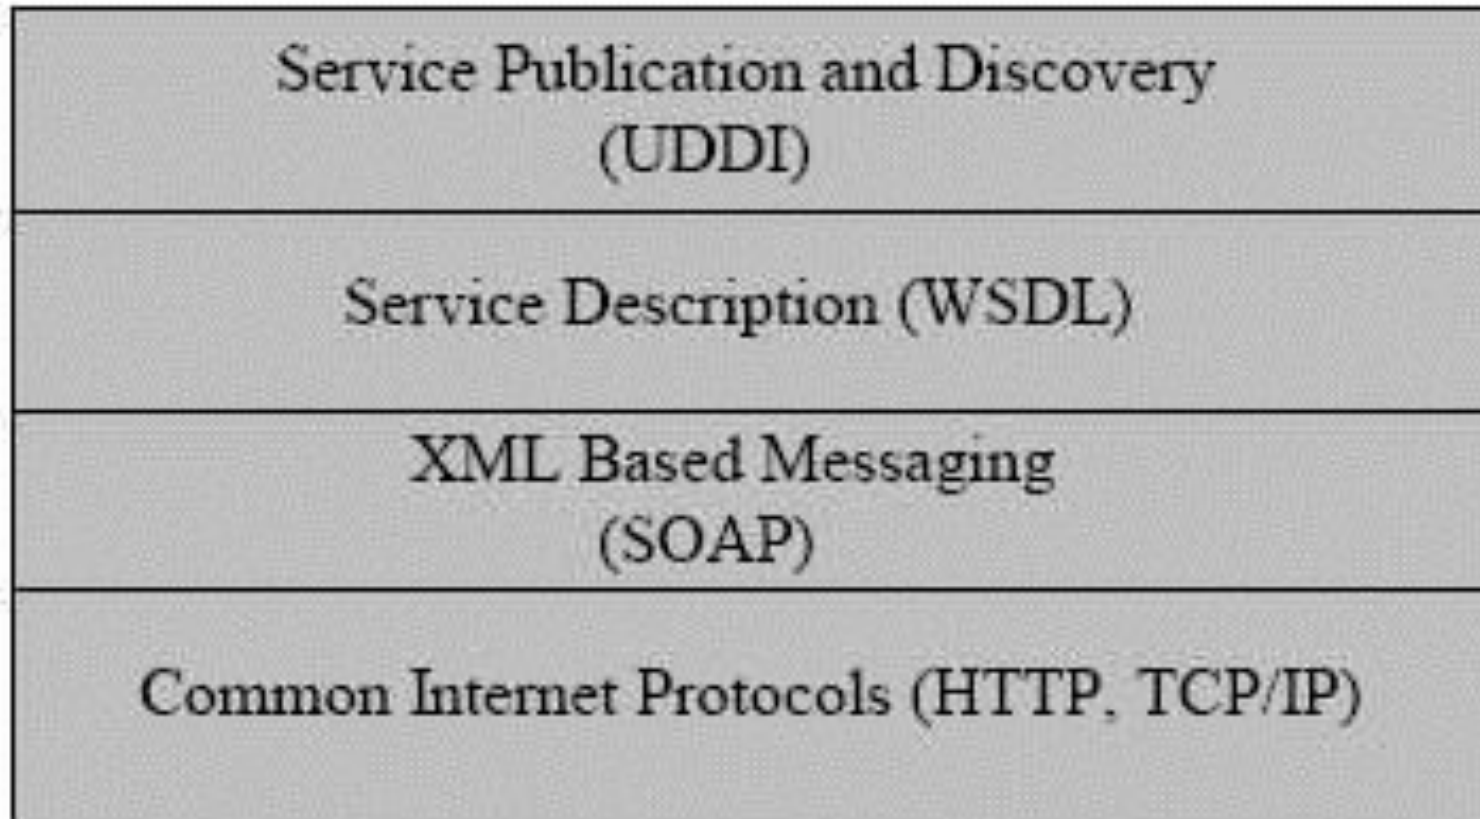 Service Publication and Discovery
(UDDI)
Service Description (WSDL)
XML Based Messaging
(SOAP)
Common Internet Protocols (HTTP, TCP/IP)